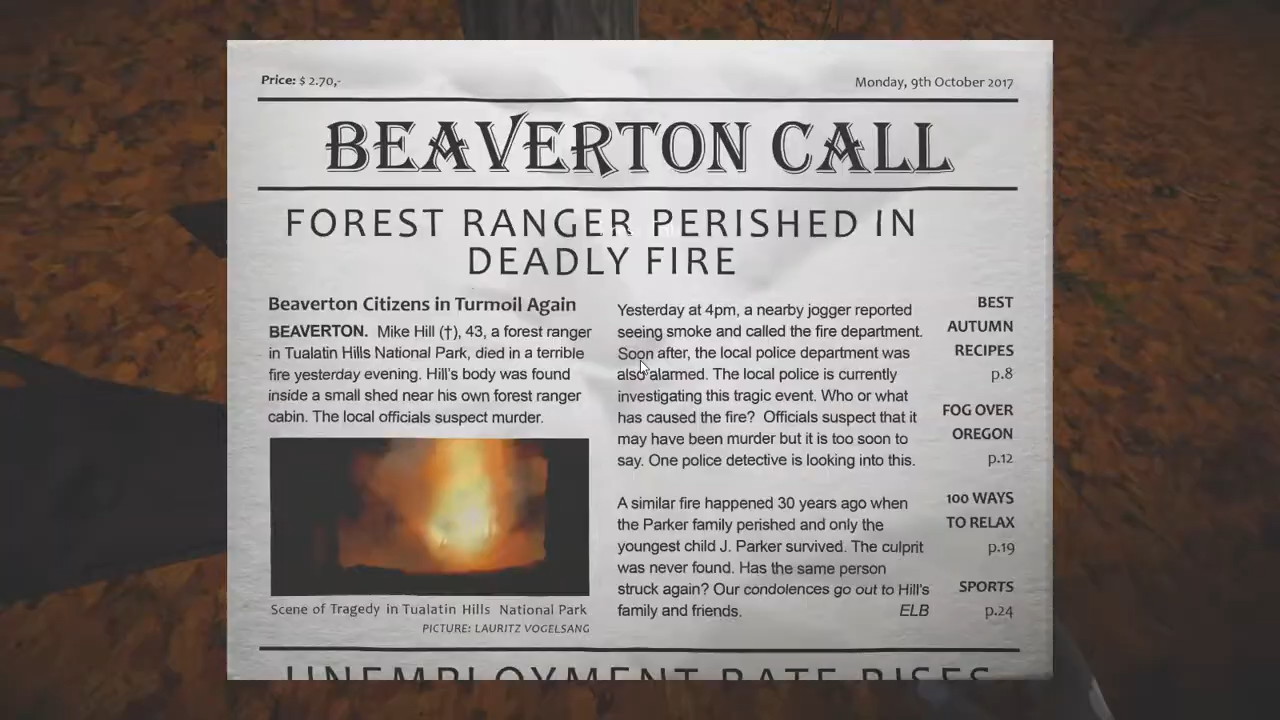 Price: $ 2.70,-
Monday, 9th October 2017
BEAVERTON CALL
FOREST RANGER PERISHED IN
DEADLY FIRE
Beaverton Citizens in Turmoil Again
BEAVERTON. Mike Hill (†), 43, a forest ranger
in Tualatin Hills National Park, died in a terrible
fire yesterday evening. Hill's body was found
inside a small shed near his own forest ranger
cabin. The local officials suspect murder.
Scene of Tragedy in Tualatin Hills National Park
PICTURE: LAURITZ VOGELSANG
Yesterday at 4pm, a nearby jogger reported
seeing smoke and called the fire department.
Soon after, the local police department was
also alarmed. The local police is currently
investigating this tragic event. Who or what
has caused the fire? Officials suspect that it
may have been murder but it is too soon to
say. One police detective is looking into this.
A similar fire happened 30 years ago when
the Parker family perished and only the
youngest child J. Parker survived. The culprit
was never found. Has the same person
struck again? Our condolences go out to Hill's
family and friends. ELB
BEST
AUTUMN
RECIPES
p.8
FOG OVER
OREGON
p.12
100 WAYS
TO RELAX
p.19
SPORTS
p.24
UNEMPLOYMENT RATE RISES